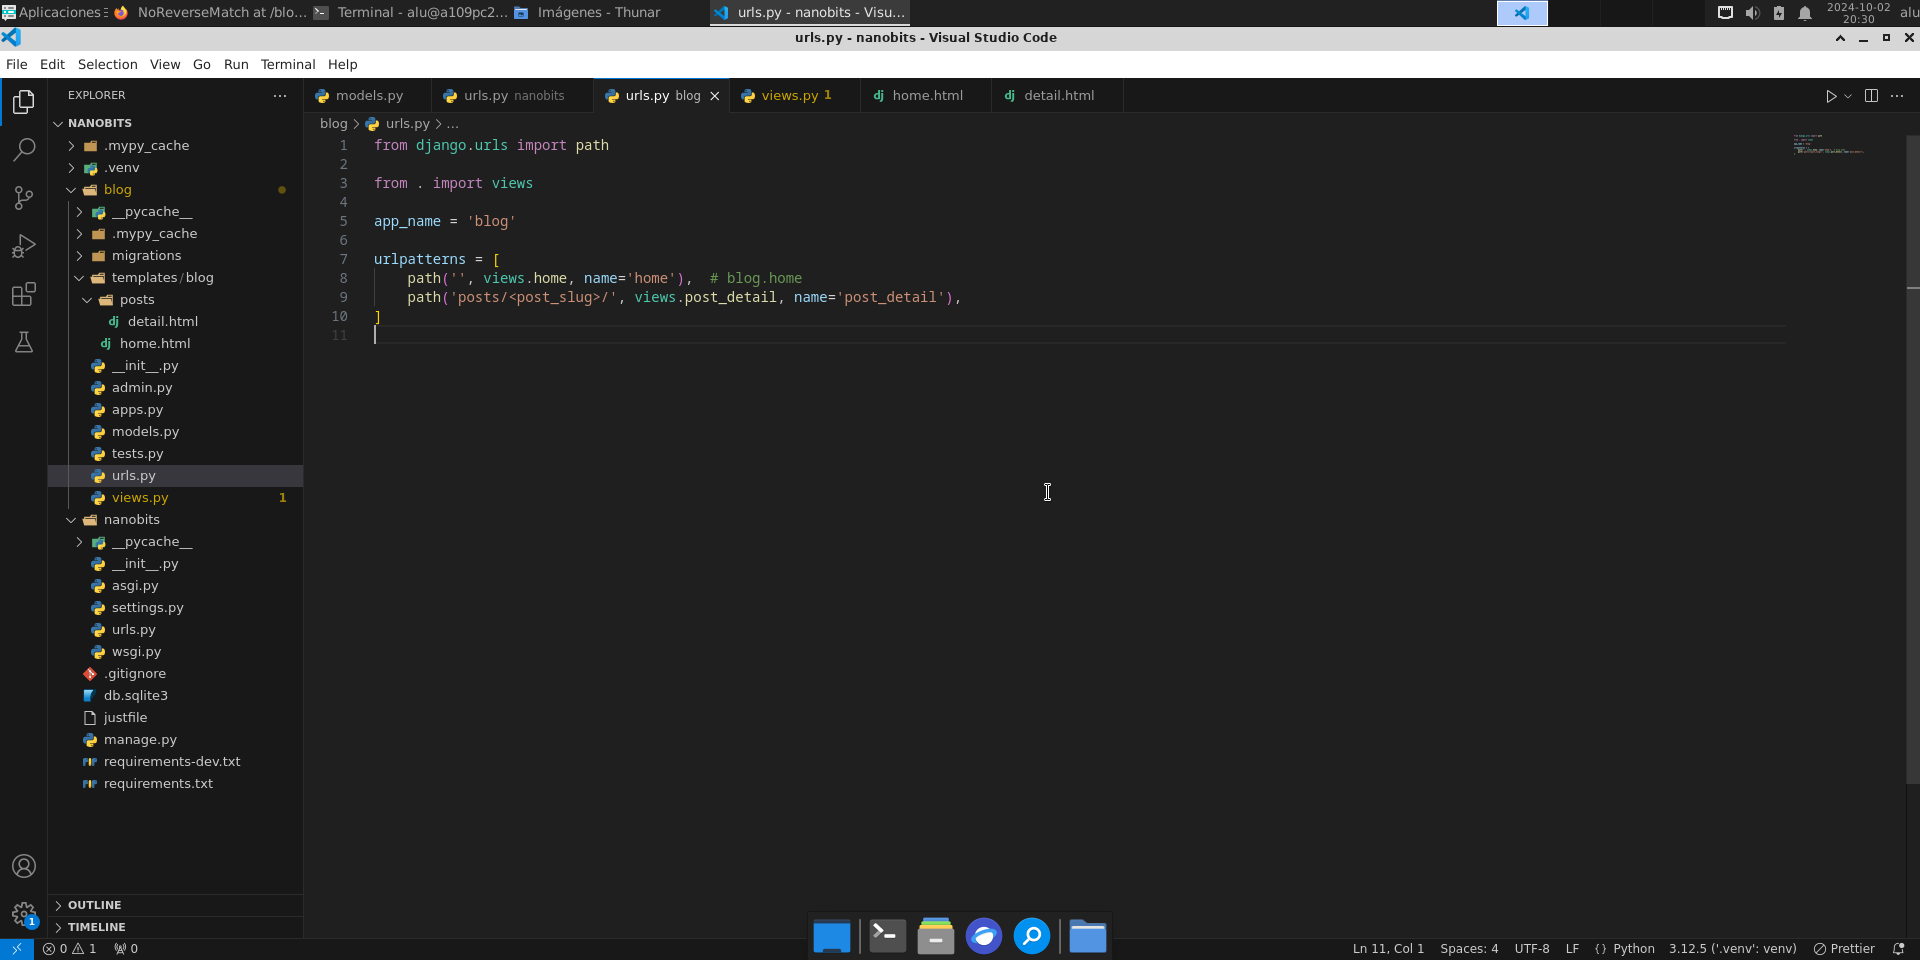 Aplicaciones
NoReverseMatch at /blo...
Terminal - alu@a109pc2...
Imágenes - Thunar
urls.py - nanobits - Visu...
2024-10-02
20:30
alu
urls.py - nanobits - Visual Studio Code
File Edit Selection View Go Run Terminal Help
EXPLORER
models.py
urls.py nanobits
urls.py blog
views.py 1
home.html
detail.html
blog > urls.py > ...
NANOBITS
.mypy_cache
.venv
blog
__pycache__
.mypy_cache
migrations
templates/blog
posts
detail.html
home.html
__init__.py
admin.py
apps.py
models.py
tests.py
urls.py
views.py 1
nanobits
__pycache__
__init__.py
asgi.py
settings.py
urls.py
wsgi.py
.gitignore
db.sqlite3
justfile
manage.py
requirements-dev.txt
requirements.txt
OUTLINE
TIMELINE
1 from django.urls import path
2
3 from . import views
4
5 app_name = 'blog'
6
7 urlpatterns = [
8     path('', views.home, name='home'),  # blog.home
9     path('posts/<post_slug>/', views.post_detail, name='post_detail'),
10 ]
11
1
0 1 0
Ln 11, Col 1 Spaces: 4 UTF-8 LF {} Python 3.12.5 ('.venv': venv) Prettier